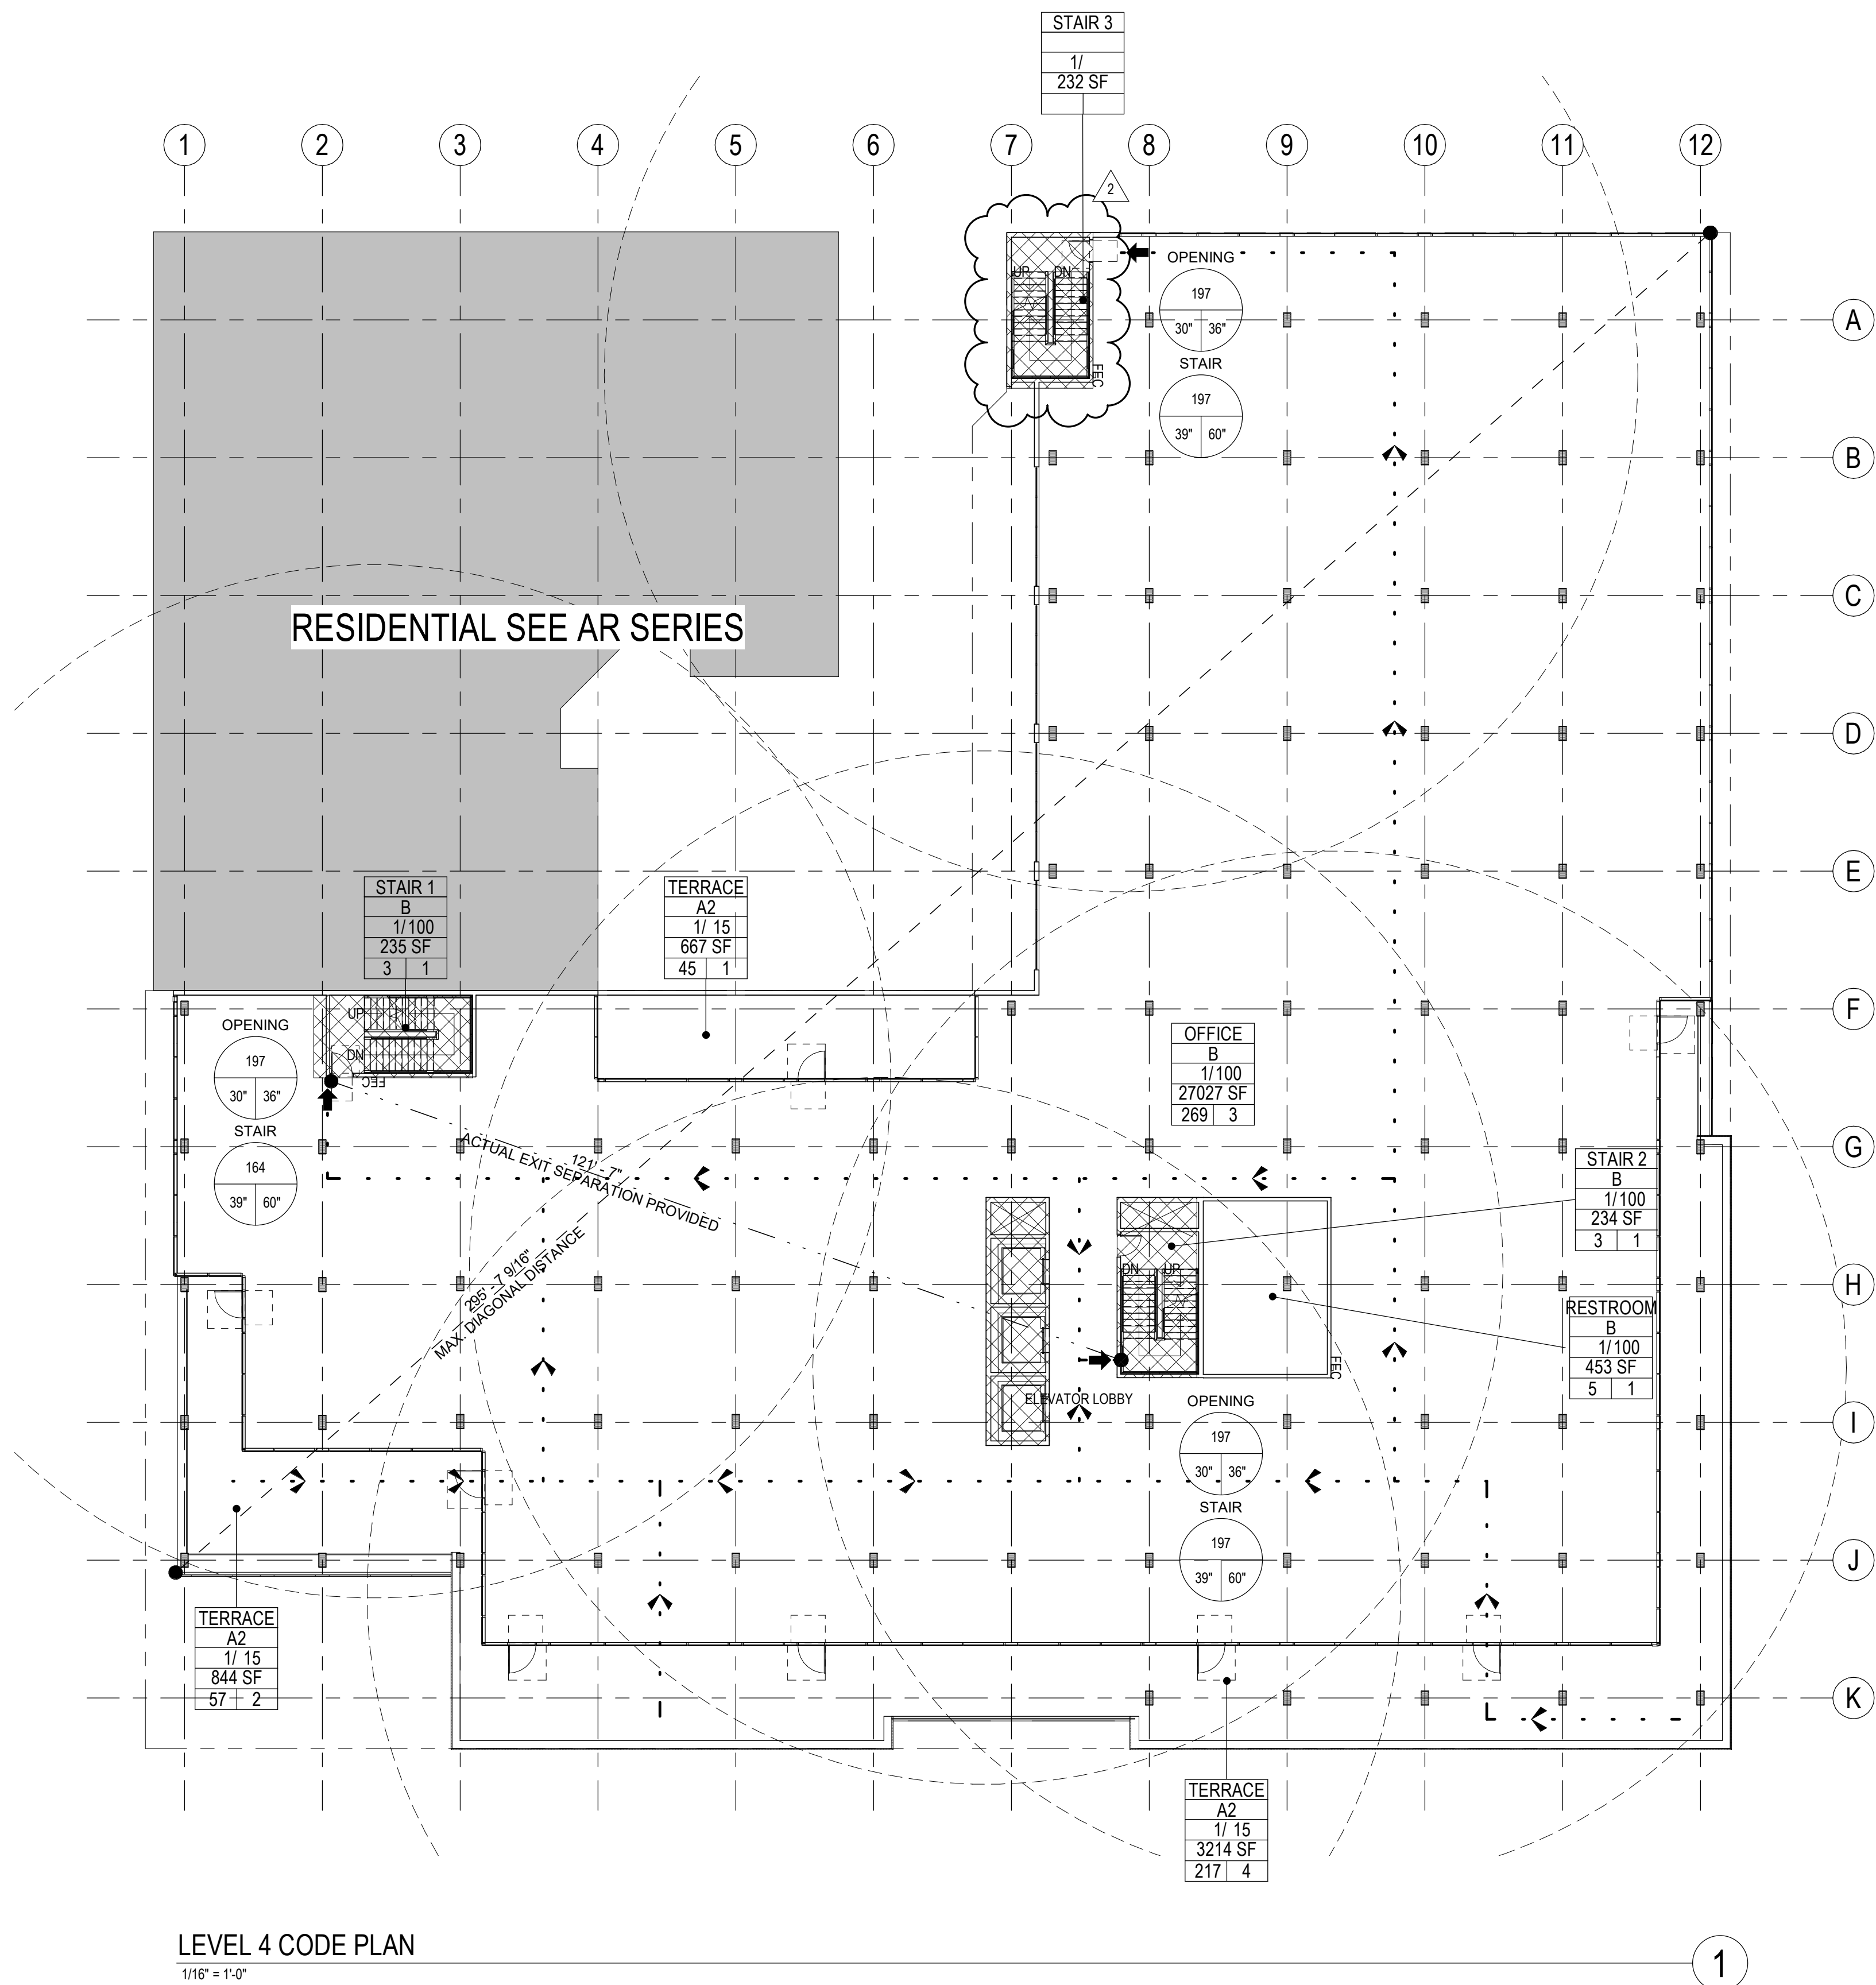 STAIR 3
1/
232 SF
1
2
3
4
5
6
7
8
9
10
11
12
2
UP
DN
FEC
OPENING
197
30" 36"
STAIR
197
39" 60"
A
B
C
D
E
F
G
H
I
J
K
RESIDENTIAL SEE AR SERIES
STAIR 1
B
1/100
235 SF
3 1
TERRACE
A2
1/ 15
667 SF
45 1
UP
DN
FEC
OPENING
197
30" 36"
STAIR
164
39" 60"
OFFICE
B
1/100
27027 SF
269 3
121' - 7"
ACTUAL EXIT SEPARATION PROVIDED
295' - 7 9/16"
MAX. DIAGONAL DISTANCE
STAIR 2
B
1/100
234 SF
3 1
DN
UP
RESTROOM
B
1/100
453 SF
5 1
FEC
ELEVATOR LOBBY
OPENING
197
30" 36"
STAIR
197
39" 60"
TERRACE
A2
1/ 15
844 SF
57 2
TERRACE
A2
1/ 15
3214 SF
217 4
LEVEL 4 CODE PLAN
1/16" = 1'-0"
1